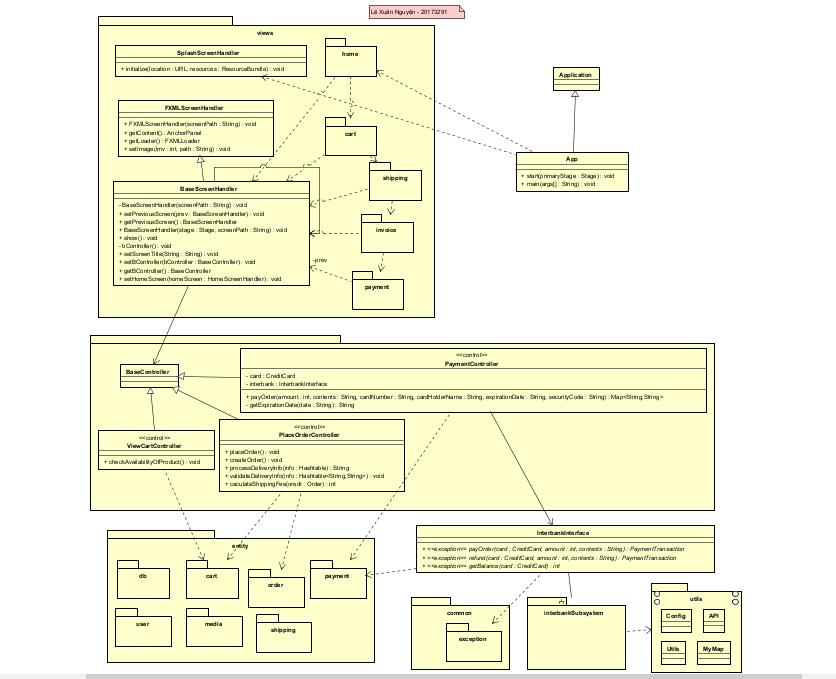 Lê Xuân Nguyện - 20173291
views
SplashScreenHandler
+ initialize(location : URL, resources : ResourceBundle) : void
home
Application
FXMLScreenHandler
+ FXMLScreenHandler(screenPath : String) : void
+ getContent() : AnchorPanel
+ getLoader() : FXMLLoader
+ setImage(imv : int, path : String) : void
cart
App
+ start(primaryStage : Stage) : void
+ main(args[] : String) : void
shipping
BaseScreenHandler
- BaseScreenHandler(screenPath : String) : void
+ setPreviousScreen(prev : BaseScreenHandler) : void
+ getPreviousScreen() : BaseScreenHandler
+ BaseScreenHandler(stage : Stage, screenPath : String) : void
+ show() : void
- bController() : void
+ setScreenTitle(String : String) : void
+ setBController(bController : BaseController) : void
+ getBController() : BaseController
+ setHomeScreen(homeScreen : HomeScreenHandler) : void
invoice
-prev
payment
<<control>>
PaymentController
- card : CreditCard
- interbank : InterbankInterface
+ payOrder(amount : int, contents : String, cardNumber : String, cardHolderName : String, expirationDate : String, securityCode : String) : Map<String,String>
- getExpirationDate(date : String) : String
BaseController
<<control>>
ViewCartController
+ checkAvailabilityOfProduct() : void
<<control>>
PlaceOrderController
+ placeOrder() : void
+ createOrder() : void
+ processDeliveryInfo(info : Hashtable) : String
+ validateDeliveryInfo(info : Hashtable<String,String>) : void
+ caculateShippingFee(oredr : Order) : int
InterbankInterface
+ <<exception>> payOrder(card : CreditCard, amount : int, contents : String) : PaymentTransaction
+ <<exception>> refund(card : CreditCard, amount : int, contents : String) : PaymentTransaction
+ <<exception>> getBalance(card : CreditCard) : int
entity
db
cart
order
payment
user
media
shipping
common
exception
interbankSubsystem
utils
Config
API
Utils
MyMap